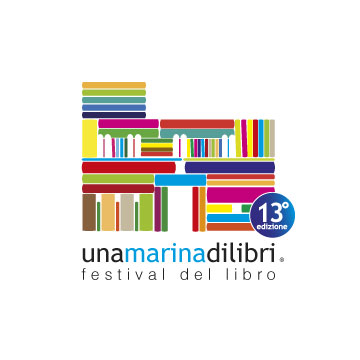 13°
edizione
unamarinadilibri®
festival del libro